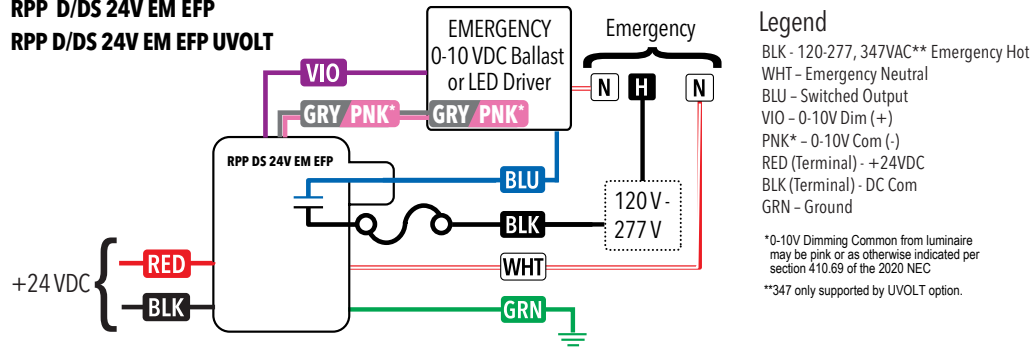 RPP D/DS 24V EM EFP
RPP D/DS 24V EM EFP UVOLT
EMERGENCY
0-10 VDC Ballast
or LED Driver
Emergency
VIO
GRY PNK*
GRY PNK*
N
H
N
RPP DS 24V EM EFP
BLU
120 V -
277 V
BLK
WHT
+24 VDC
RED
BLK
GRN
Legend
BLK - 120-277, 347VAC** Emergency Hot
WHT – Emergency Neutral
BLU – Switched Output
VIO – 0-10V Dim (+)
PNK* – 0-10V Com (-)
RED (Terminal) - +24VDC
BLK (Terminal) - DC Com
GRN – Ground
*0-10V Dimming Common from luminaire
may be pink or as otherwise indicated per
section 410.69 of the 2020 NEC
**347 only supported by UVOLT option.